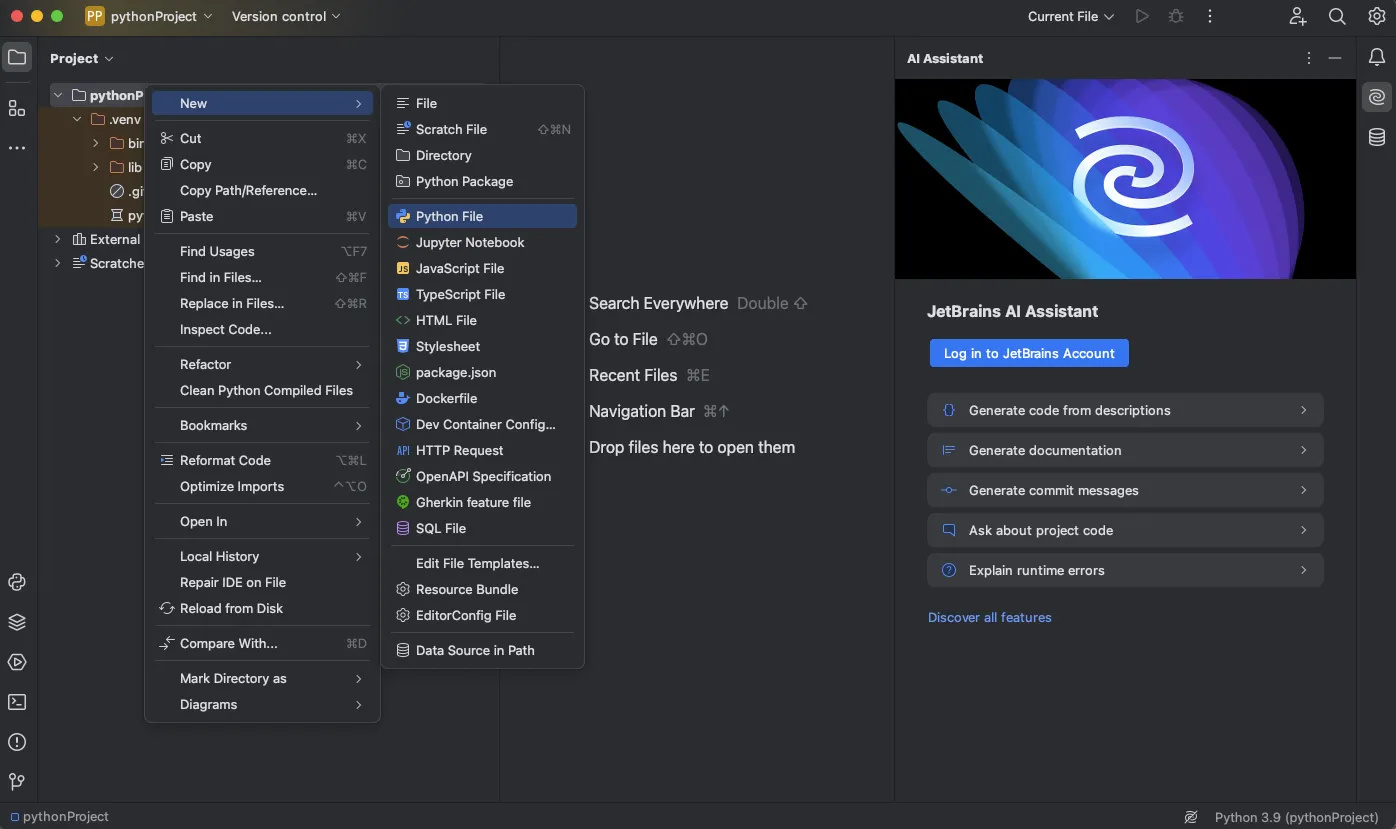 PP pythonProject Version control Current File
Project
pythonP
.venv
bin
lib
.gi
py
External
Scratche
New
Cut ⌘X
Copy ⌘C
Copy Path/Reference...
Paste ⌘V
Find Usages ⌥F7
Find in Files... ⇧⌘F
Replace in Files... ⇧⌘R
Inspect Code...
Refactor
Clean Python Compiled Files
Bookmarks
Reformat Code ⌥⌘L
Optimize Imports ^⌥O
Open In
Local History
Repair IDE on File
Reload from Disk
Compare With... ⌘D
Mark Directory as
Diagrams
File
Scratch File ⇧⌘N
Directory
Python Package
Python File
Jupyter Notebook
JS JavaScript File
TS TypeScript File
HTML File
Stylesheet
package.json
Dockerfile
Dev Container Config...
API HTTP Request
OpenAPI Specification
Gherkin feature file
SQL File
Edit File Templates...
Resource Bundle
EditorConfig File
Data Source in Path
Search Everywhere Double ⇧
Go to File ⇧⌘O
Recent Files ⌘E
Navigation Bar ⌘↑
Drop files here to open them
AI Assistant
JetBrains AI Assistant
Log in to JetBrains Account
Generate code from descriptions
Generate documentation
Generate commit messages
Ask about project code
Explain runtime errors
Discover all features
pythonProject
Python 3.9 (pythonProject)